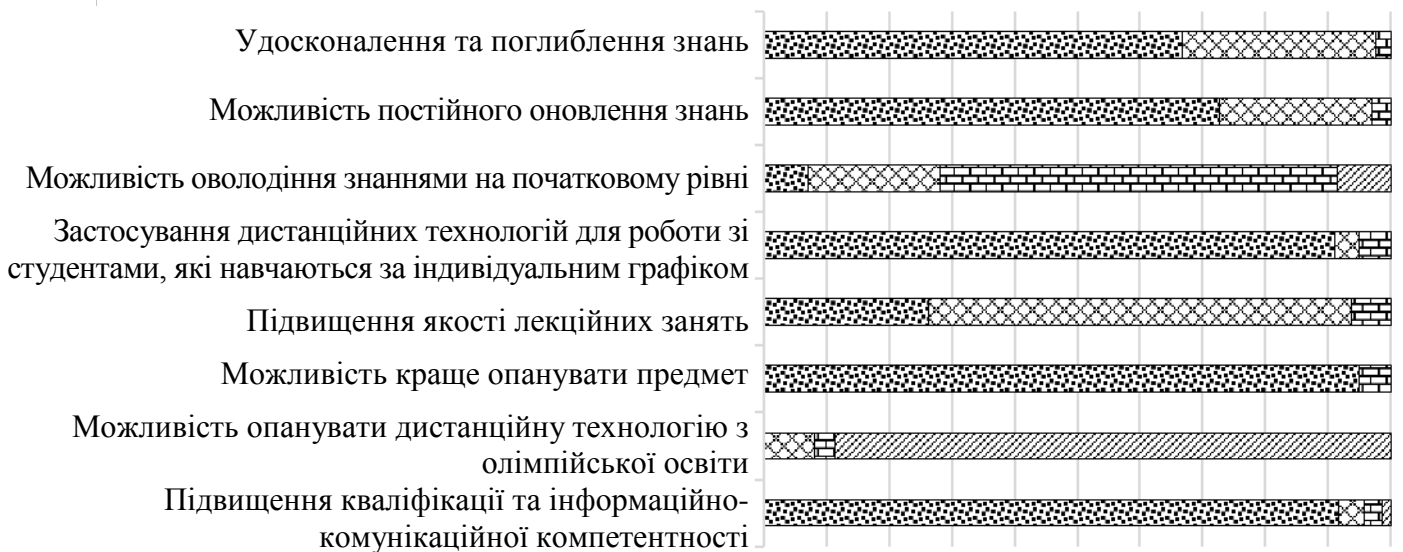 Удосконалення та поглиблення знань
Можливість постійного оновлення знань
Можливість оволодіння знаннями на початковому рівні
Застосування дистанційних технологій для роботи зі
студентами, які навчаються за індивідуальним графіком
Підвищення якості лекційних занять
Можливість краще опанувати предмет
Можливість опанувати дистанційну технологію з
олімпійської освіти
Підвищення кваліфікації та інформаційно-
комунікаційної компетентності